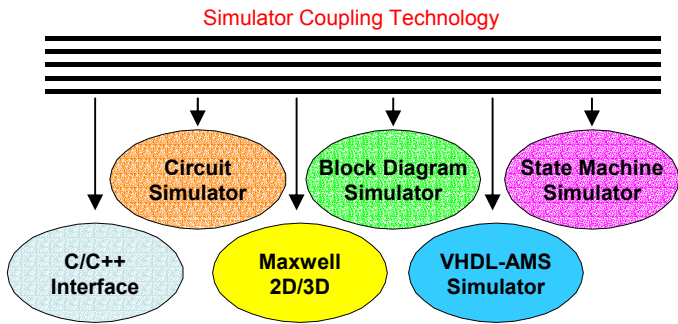 Simulator Coupling Technology
Circuit
Simulator
Block Diagram
Simulator
State Machine
Simulator
C/C++
Interface
Maxwell
2D/3D
VHDL-AMS
Simulator